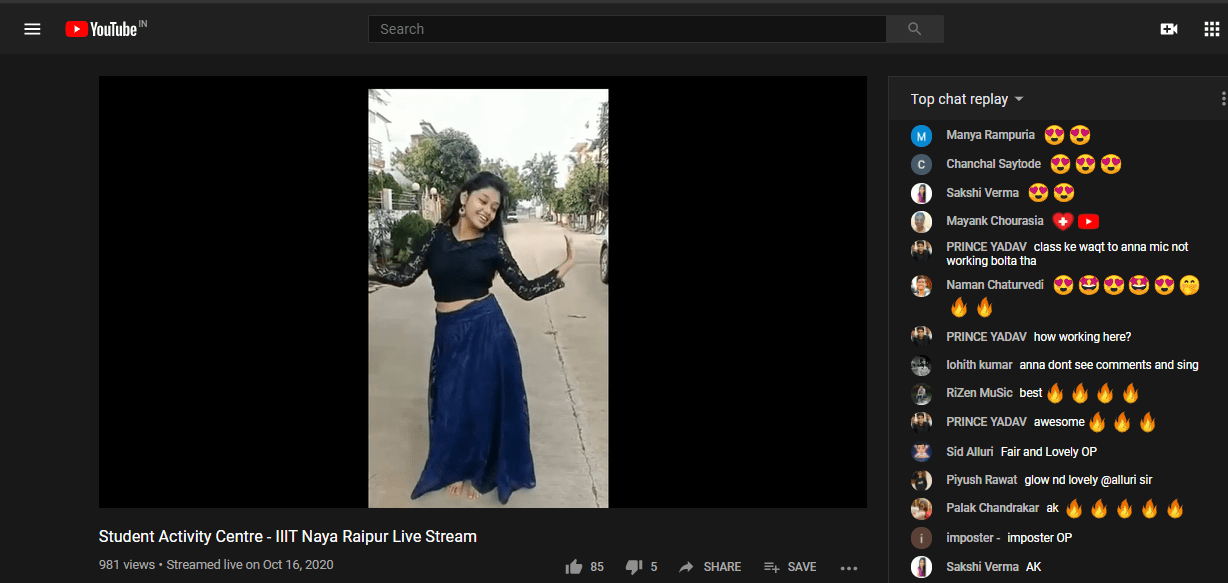 YouTube IN
Search
Top chat replay
M Manya Rampuria 😍😍
C Chanchal Saytode 😍😍😍
Sakshi Verma 😍😍
Mayank Chourasia
PRINCE YADAV class ke waqt to anna mic not
working bolta tha
Naman Chaturvedi 😍🤩😍🤩😍🤭
🔥🔥
PRINCE YADAV how working here?
lohith kumar anna dont see comments and sing
RiZen MuSic best🔥🔥🔥🔥
PRINCE YADAV awesome🔥🔥🔥
Sid Alluri Fair and Lovely OP
Piyush Rawat glow nd lovely @alluri sir
Palak Chandrakar ak 🔥🔥🔥🔥🔥
i imposter - imposter OP
Sakshi Verma AK
Student Activity Centre - IIIT Naya Raipur Live Stream
981 views • Streamed live on Oct 16, 2020
85 5 SHARE SAVE